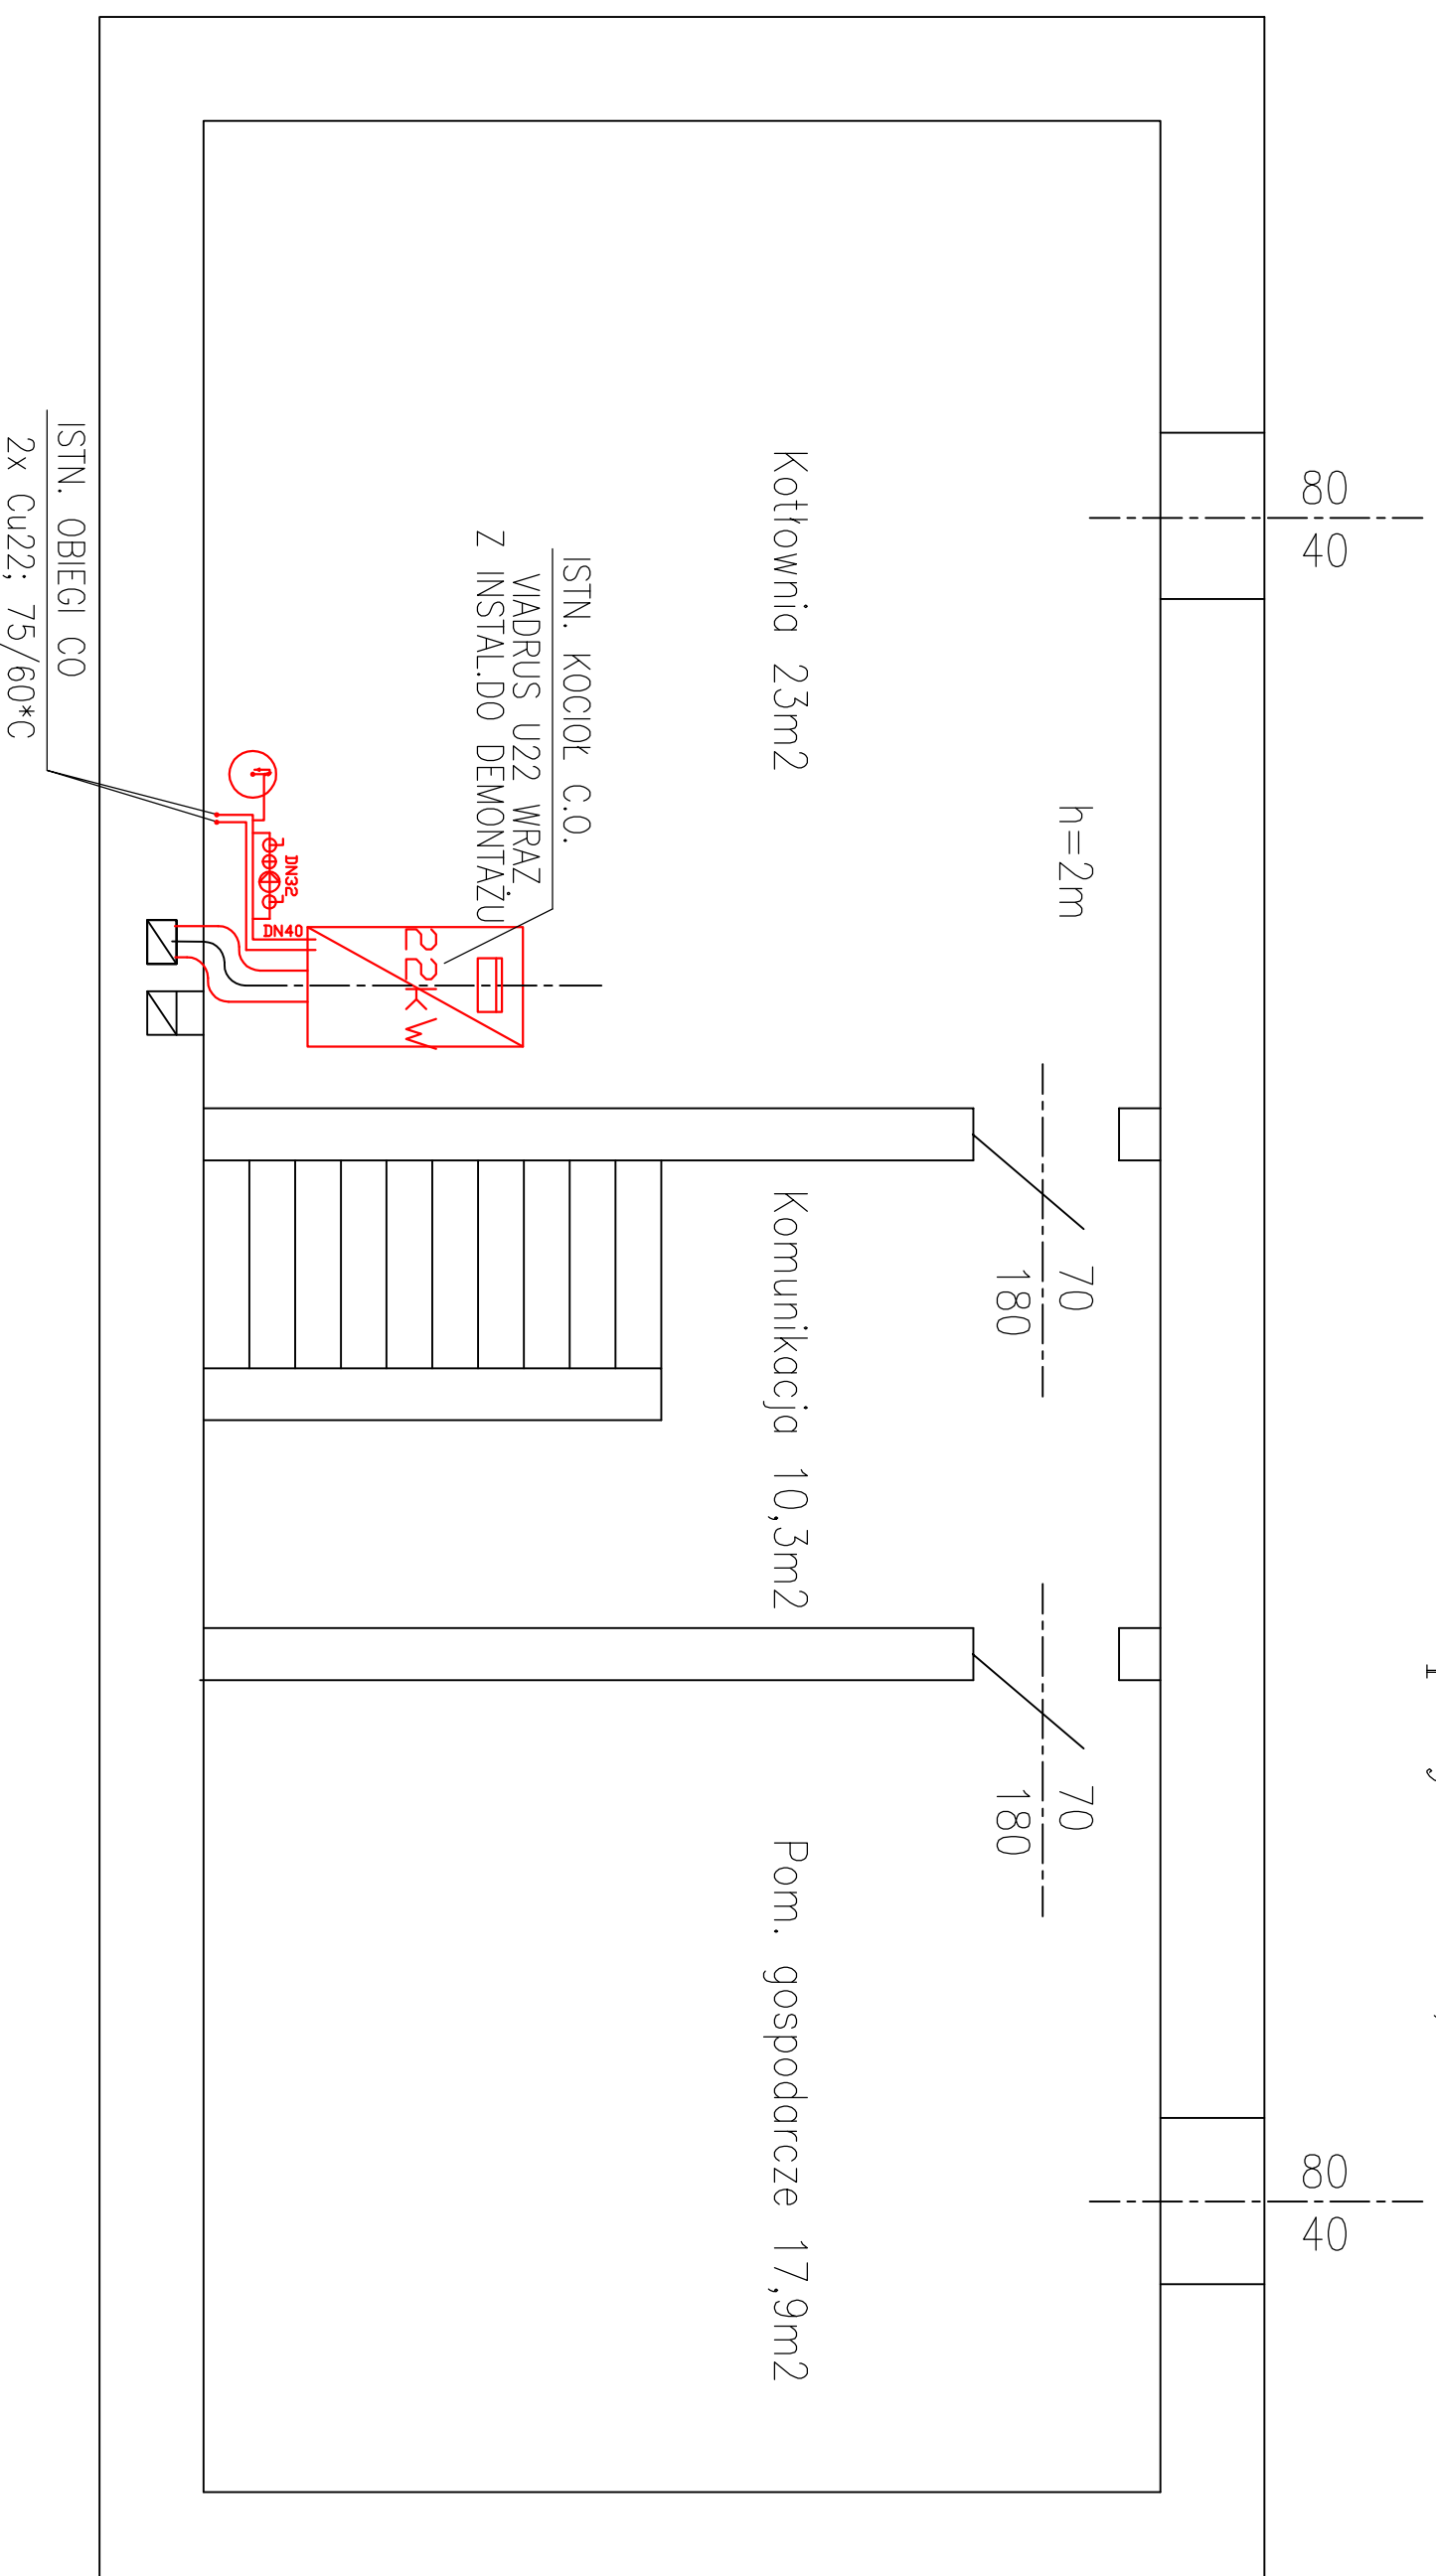 80
40
80
40
h=2m
70
180
70
180
Kotłownia 23m2
Komunikacja 10,3m2
Pom. gospodarcze 17,9m2
ISTN. KOCIOŁ C.O.
VIADRUS U22 WRAZ
Z INSTAL.DO DEMONTAŻU
22kW
DN32
DN40
ISTN. OBIEGI CO
2x Cu22; 75/60*C